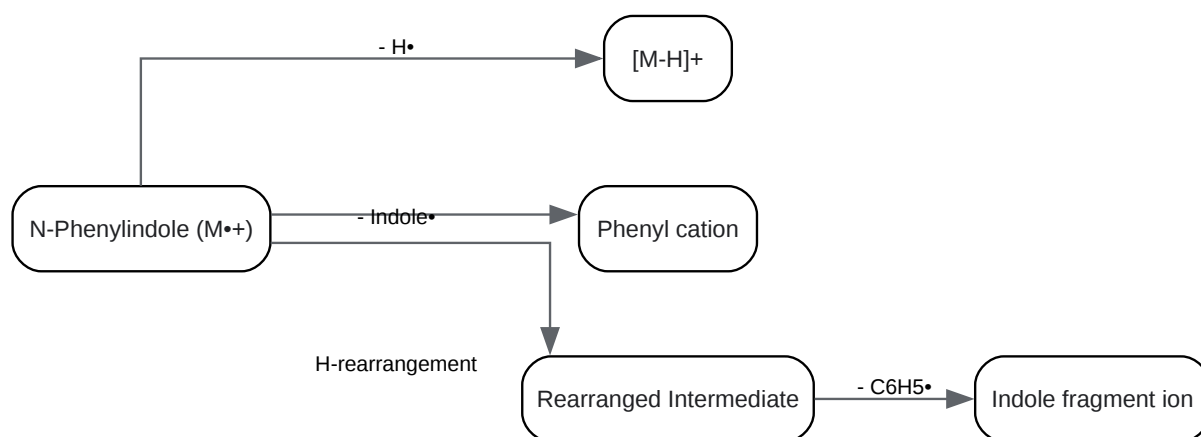 - H•
[M-H]+
N-Phenylindole (M•+)
- Indole•
Phenyl cation
H-rearrangement
Rearranged Intermediate
- C6H5•
Indole fragment ion